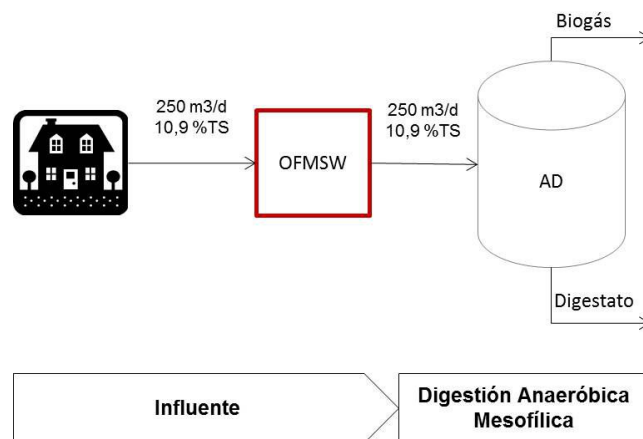 Biogás
250 m3/d
10,9 %TS
250 m3/d
10,9 %TS
OFMSW
AD
Digestato
Influente
Digestión Anaeróbica
Mesofílica